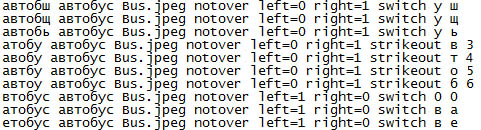 автобш автобус Bus.jpeg notover left=0 right=1 switch у ш
автобщ автобус Bus.jpeg notover left=0 right=1 switch у щ
автобь автобус Bus.jpeg notover left=0 right=1 switch у ь
атобу автобус Bus.jpeg notover left=0 right=1 strikeout в 3
авобу автобус Bus.jpeg notover left=0 right=1 strikeout т 4
автбу автобус Bus.jpeg notover left=0 right=1 strikeout о 5
автоу автобус Bus.jpeg notover left=0 right=1 strikeout б 6
втобус автобус Bus.jpeg notover left=1 right=0 switch 0 0
атобус автобус Bus.jpeg notover left=1 right=0 switch в а
етобус автобус Bus.jpeg notover left=1 right=0 switch в е